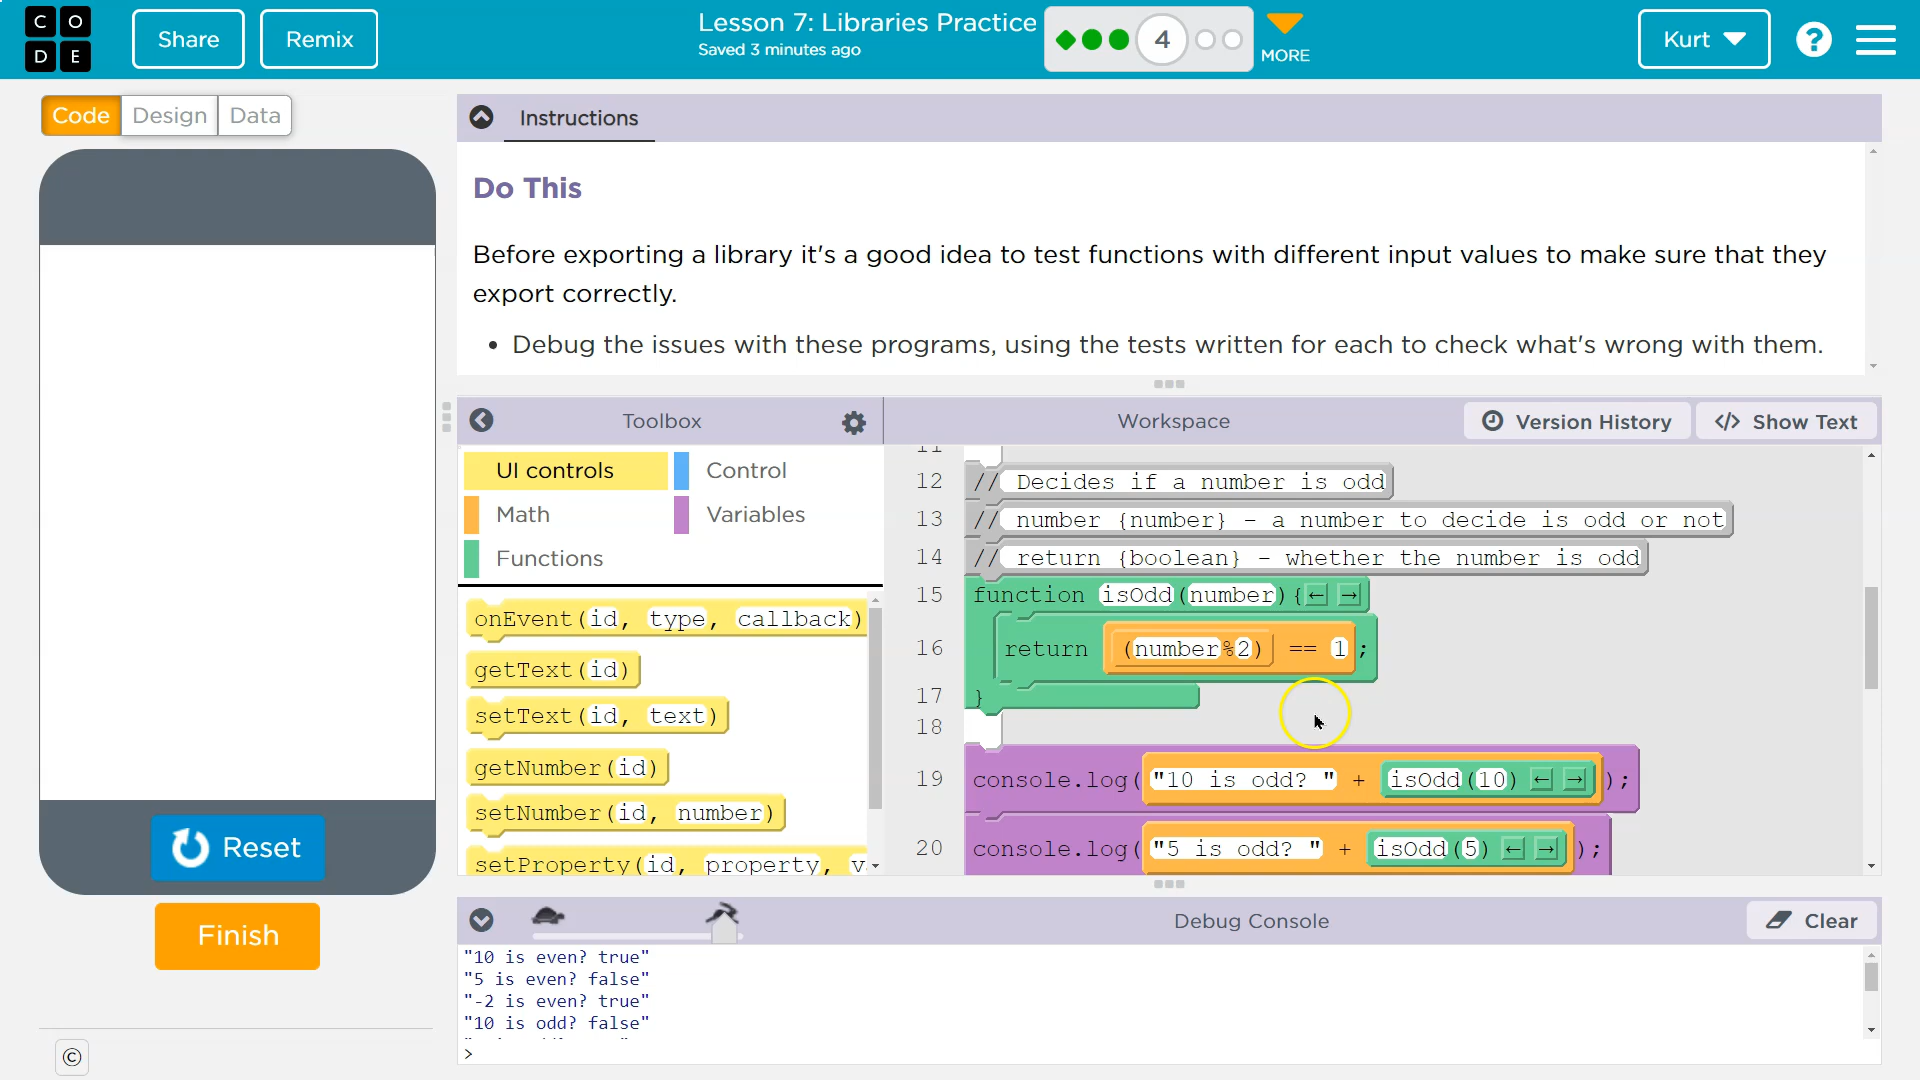 C O D E
Share
Remix
Lesson 7: Libraries Practice
Saved 3 minutes ago
4
MORE
Kurt
?
Code
Design
Data
Instructions
Do This
Before exporting a library it's a good idea to test functions with different input values to make sure that they
export correctly.
• Debug the issues with these programs, using the tests written for each to check what's wrong with them.
Toolbox
Workspace
Version History
</> Show Text
UI controls
Control
Math
Variables
Functions
onEvent(id, type, callback)
getText(id)
setText(id, text)
getNumber(id)
setNumber(id, number)
setProperty(id, property, v
11
12 // Decides if a number is odd
13 // number {number} - a number to decide is odd or not
14 // return {boolean} - whether the number is odd
15 function isOdd(number){← →
16 return (number%2) == 1;
17 }
18
19 console.log("10 is odd? " + isOdd(10) ← →);
20 console.log("5 is odd? " + isOdd(5) ← →);
Reset
Finish
©
Debug Console
Clear
"10 is even? true"
"5 is even? false"
"-2 is even? true"
"10 is odd? false"
>